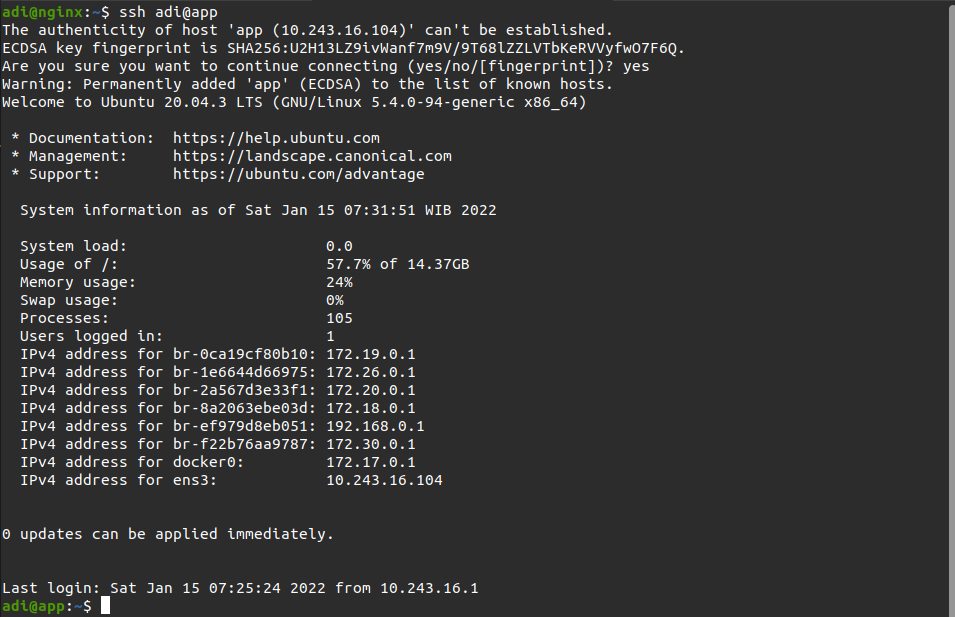 adi@nginx:~$ ssh adi@app
The authenticity of host 'app (10.243.16.104)' can't be established.
ECDSA key fingerprint is SHA256:U2H13LZ9ivWanf7m9V/9T68lZZLVTbKeRVVyfwO7F6Q.
Are you sure you want to continue connecting (yes/no/[fingerprint])? yes
Warning: Permanently added 'app' (ECDSA) to the list of known hosts.
Welcome to Ubuntu 20.04.3 LTS (GNU/Linux 5.4.0-94-generic x86_64)

 * Documentation:  https://help.ubuntu.com
 * Management:     https://landscape.canonical.com
 * Support:        https://ubuntu.com/advantage

  System information as of Sat Jan 15 07:31:51 WIB 2022

  System load:                      0.0
  Usage of /:                       57.7% of 14.37GB
  Memory usage:                     24%
  Swap usage:                       0%
  Processes:                        105
  Users logged in:                  1
  IPv4 address for br-0ca19cf80b10: 172.19.0.1
  IPv4 address for br-1e6644d66975: 172.26.0.1
  IPv4 address for br-2a567d3e33f1: 172.20.0.1
  IPv4 address for br-8a2063ebe03d: 172.18.0.1
  IPv4 address for br-ef979d8eb051: 192.168.0.1
  IPv4 address for br-f22b76aa9787: 172.30.0.1
  IPv4 address for docker0:         172.17.0.1
  IPv4 address for ens3:            10.243.16.104

0 updates can be applied immediately.

Last login: Sat Jan 15 07:25:24 2022 from 10.243.16.1
adi@app:~$